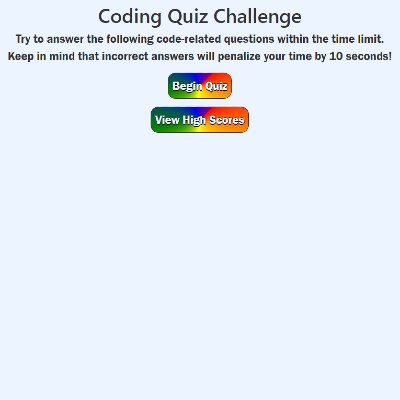 Coding Quiz Challenge
Try to answer the following code-related questions within the time limit.
Keep in mind that incorrect answers will penalize your time by 10 seconds!
Begin Quiz
View High Scores